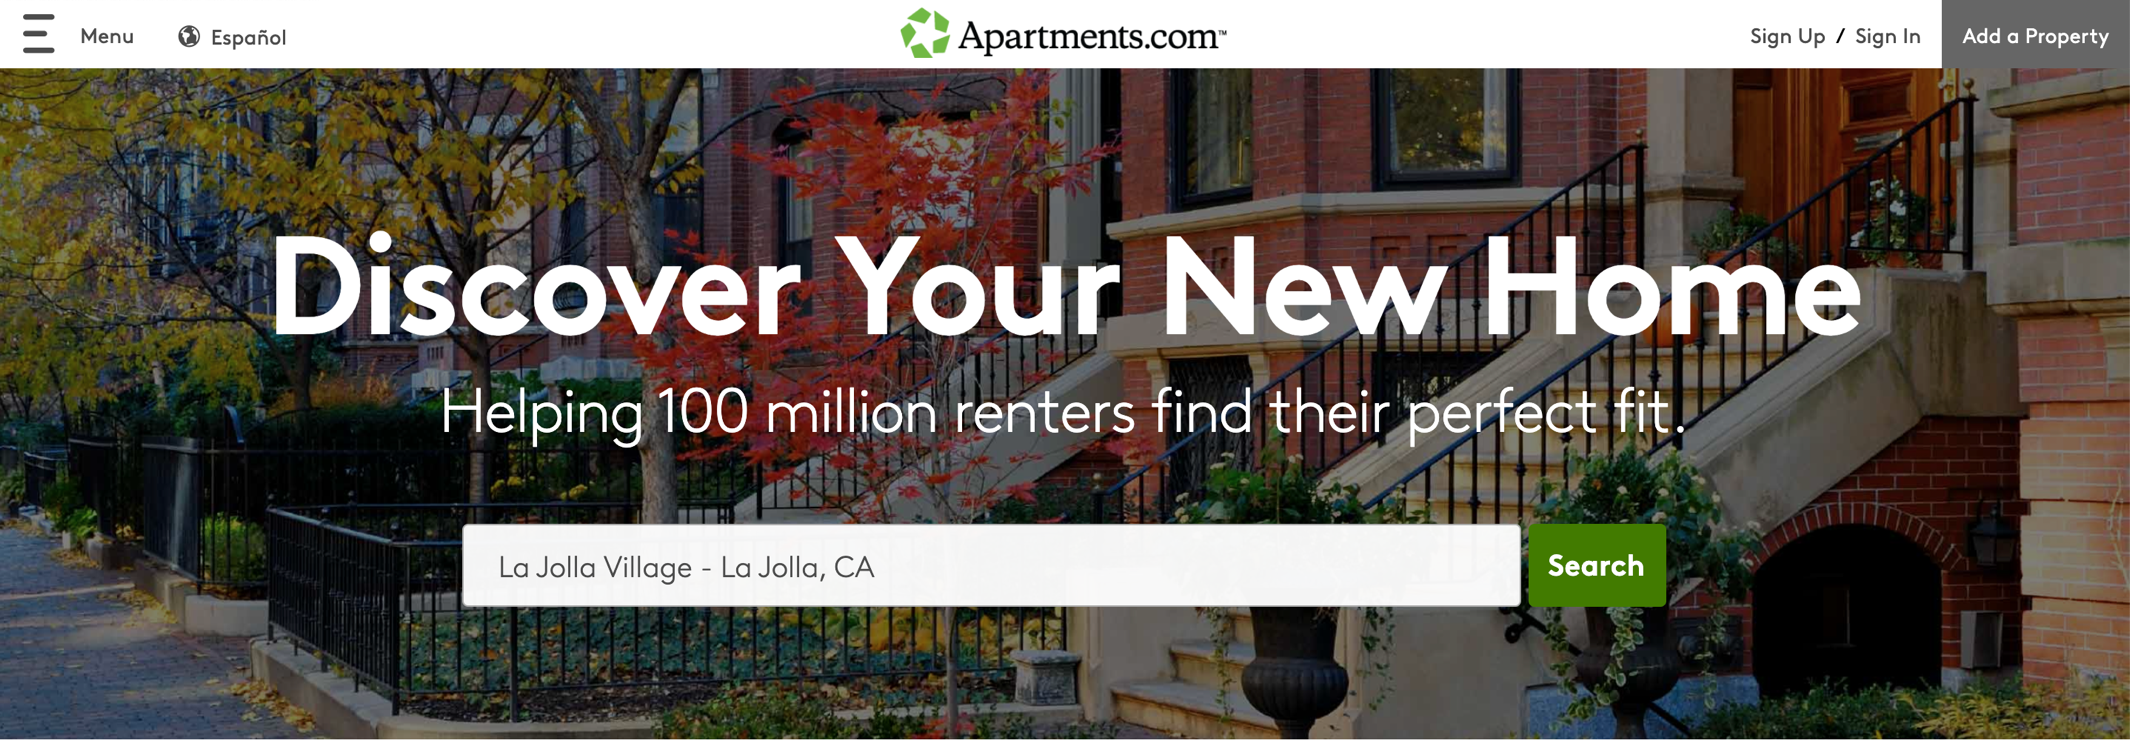 Menu
Español
Apartments.com™
Sign Up / Sign In
Add a Property
Discover Your New Home
Helping 100 million renters find their perfect fit.
La Jolla Village - La Jolla, CA
Search